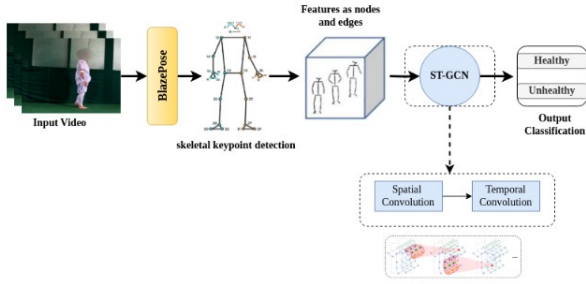 Input Video
BlazePose
skeletal keypoint detection
Features as nodes
and edges
ST-GCN
Healthy
Unhealthy
Output
Classification
Spatial
Convolution
Temporal
Convolution